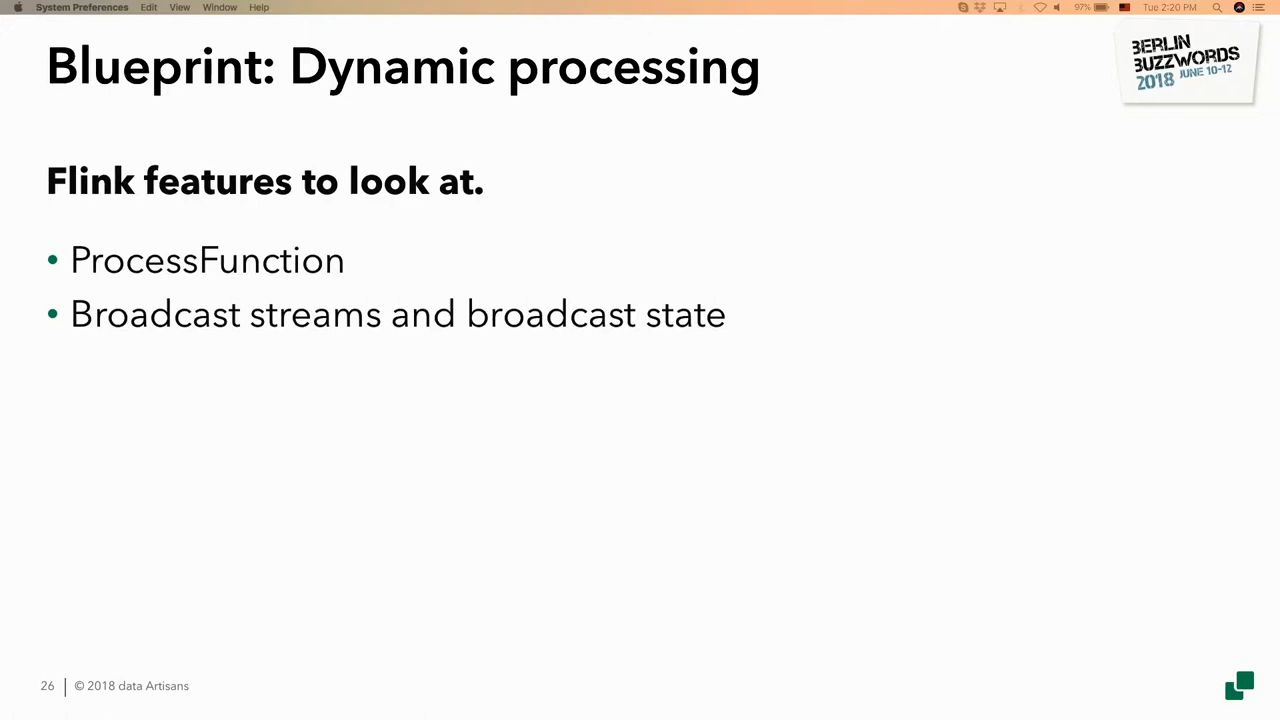 System Preferences Edit View Window Help 97% Tue 2:20 PM
Blueprint: Dynamic processing
BERLIN
BUZZWORDS
2018 JUNE 10-12
Flink features to look at.
• ProcessFunction
• Broadcast streams and broadcast state
26 © 2018 data Artisans